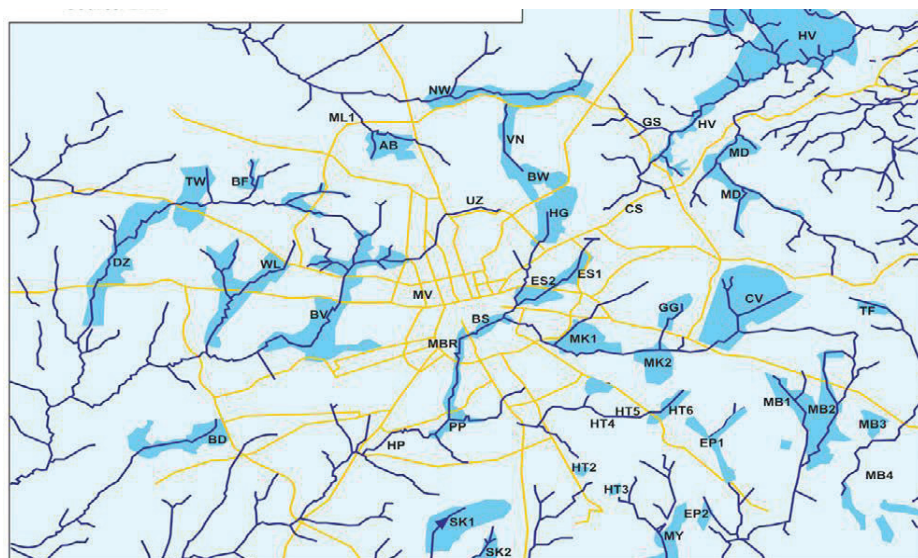 HV
NW
ML1
GS
HV
AB
VN
MD
BW
TW
BF
MD
UZ
CS
HG
DZ
WL
ES2
ES1
MV
CV
GG
BV
BS
TF
MBR
MK1
MK2
MB1
MB2
HT5
HT6
HT4
PP
MB3
BD
HP
EP1
HT2
MB4
HT3
EP2
SK1
MY
SK2